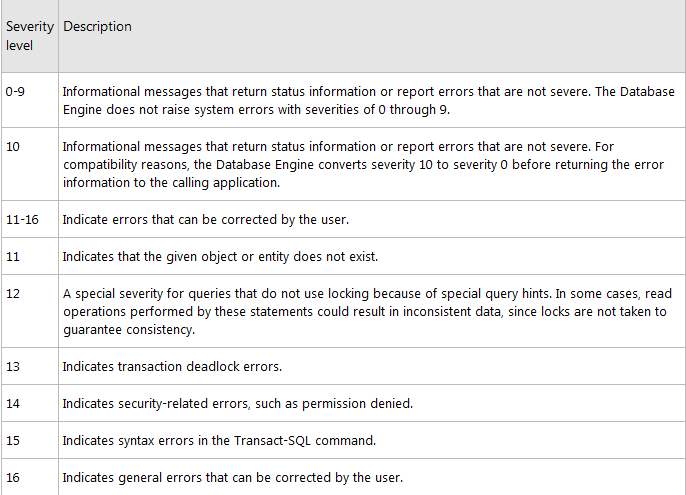 Severity level Description
0-9 Informational messages that return status information or report errors that are not severe. The Database
Engine does not raise system errors with severities of 0 through 9.
10 Informational messages that return status information or report errors that are not severe. For
compatibility reasons, the Database Engine converts severity 10 to severity 0 before returning the error
information to the calling application.
11-16 Indicate errors that can be corrected by the user.
11 Indicates that the given object or entity does not exist.
12 A special severity for queries that do not use locking because of special query hints. In some cases, read
operations performed by these statements could result in inconsistent data, since locks are not taken to
guarantee consistency.
13 Indicates transaction deadlock errors.
14 Indicates security-related errors, such as permission denied.
15 Indicates syntax errors in the Transact-SQL command.
16 Indicates general errors that can be corrected by the user.